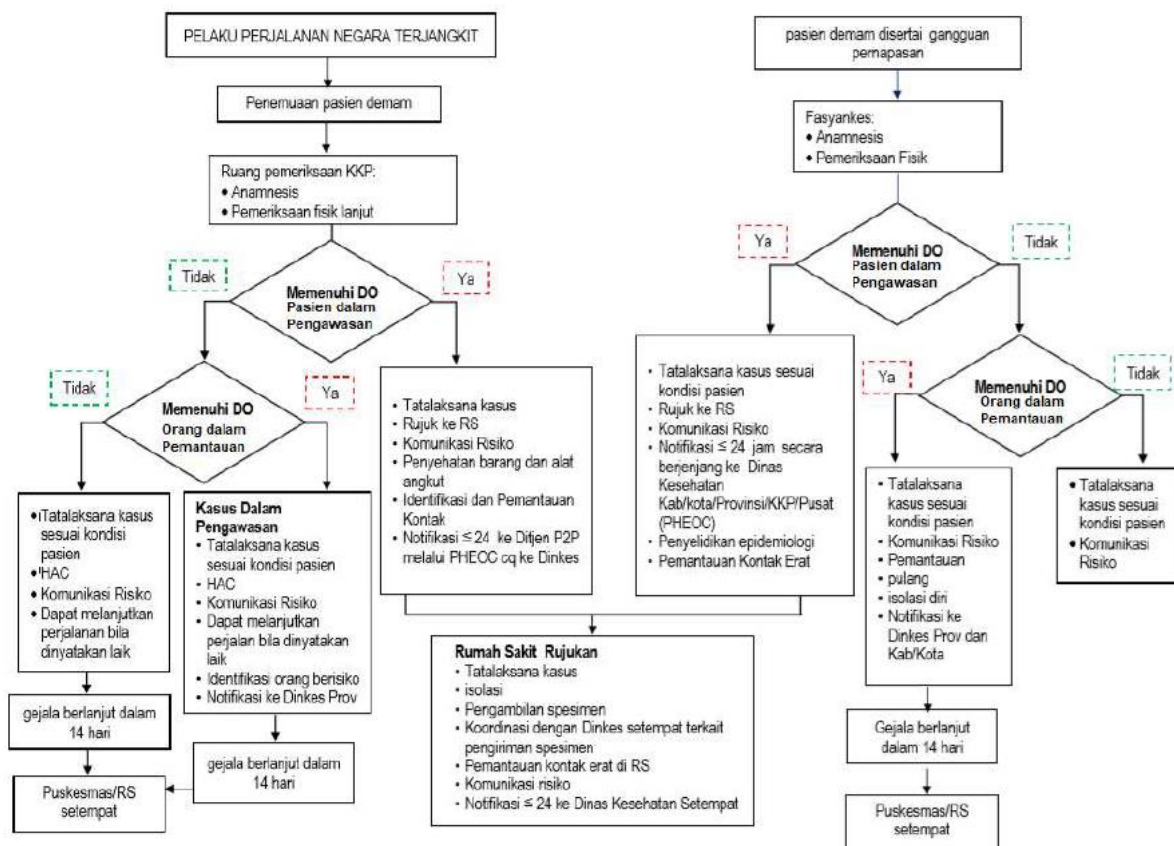 PELAKU PERJALANAN NEGARA TERJANGKIT
Penemuaan pasien demam
Ruang pemeriksaan KKP:
● Anamnesis
● Pemeriksaan fisik lanjut
Tidak
Ya
Memenuhi DO
Pasien dalam
Pengawasan
Tidak
Ya
Memenuhi DO
Orang dalam
Pemantauan
● iTatalaksana kasus
sesuai kondisi
pasien
● 'HAC
● Komunikasi Risiko
● Dapat melanjutkan
perjalanan bila
dinyatakan laik
gejala berlanjut dalam
14 hari
Puskesmas/RS
setempat
Kasus Dalam
Pengawasan
• Tatalaksana kasus
sesuai kondisi pasien
• HAC
• Komunikasi Risiko
• Dapat melanjutkan
perjalan bila dinyatakan
laik
• Identifikasi orang berisiko
• Notifikasi ke Dinkes Prov
gejala berlanjut dalam
14 hari
• Tatalaksana kasus
• Rujuk ke RS
• Komunikasi Risiko
• Penyehatan barang dan alat
angkut
• Identifikasi dan Pemantauan
Kontak
• Notifikasi ≤ 24 ke Ditjen P2P
melalui PHEOC cq ke Dinkes
pasien demam disertai gangguan
pernapasan
Fasyankes:
● Anamnesis
● Pemeriksaan Fisik
Ya
Tidak
Memenuhi DO
Pasien dalam
Pengawasan
• Tatalaksana kasus sesuai
kondisi pasien
• Rujuk ke RS
• Komunikasi Risiko
• Notifikasi ≤ 24 jam secara
berjenjang ke Dinas
Kesehatan
Kab/kota/Provinsi/KKP/Pusat
(PHEOC)
• Penyelidikan epidemiologi
• Pemantauan Kontak Erat
Ya
Tidak
Memenuhi DO
Orang dalam
Pemantauan
• Tatalaksana
kasus sesuai
kondisi pasien
• Komunikasi Risiko
• Pemantauan
• pulang
• isolasi diri
• Notifikasi ke
Dinkes Prov dan
Kab/Kota
• Tatalaksana
kasus sesuai
kondisi pasien
• Komunikasi
Risiko
Gejala berlanjut
dalam 14 hari
Puskesmas/RS
setempat
Rumah Sakit Rujukan
• Tatalaksana kasus
• isolasi
• Pengambilan spesimen
• Koordinasi dengan Dinkes setempat terkait
pengiriman spesimen
• Pemantauan kontak erat di RS
• Komunikasi risiko
• Notifikasi ≤ 24 ke Dinas Kesehatan Setempat